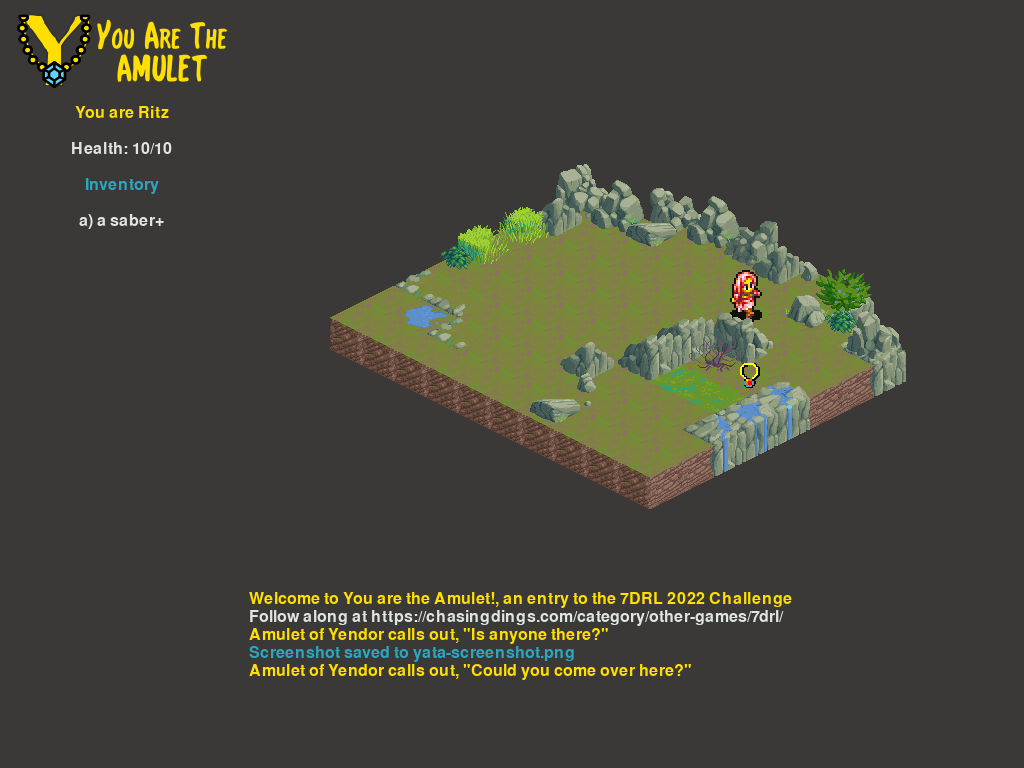 You Are The
AMULET
You are Ritz
Health: 10/10
Inventory
a) a saber+
Welcome to You are the Amulet!, an entry to the 7DRL 2022 Challenge
Follow along at https://chasingdings.com/category/other-games/7drl/
Amulet of Yendor calls out, "Is anyone there?"
Screenshot saved to yata-screenshot.png
Amulet of Yendor calls out, "Could you come over here?"